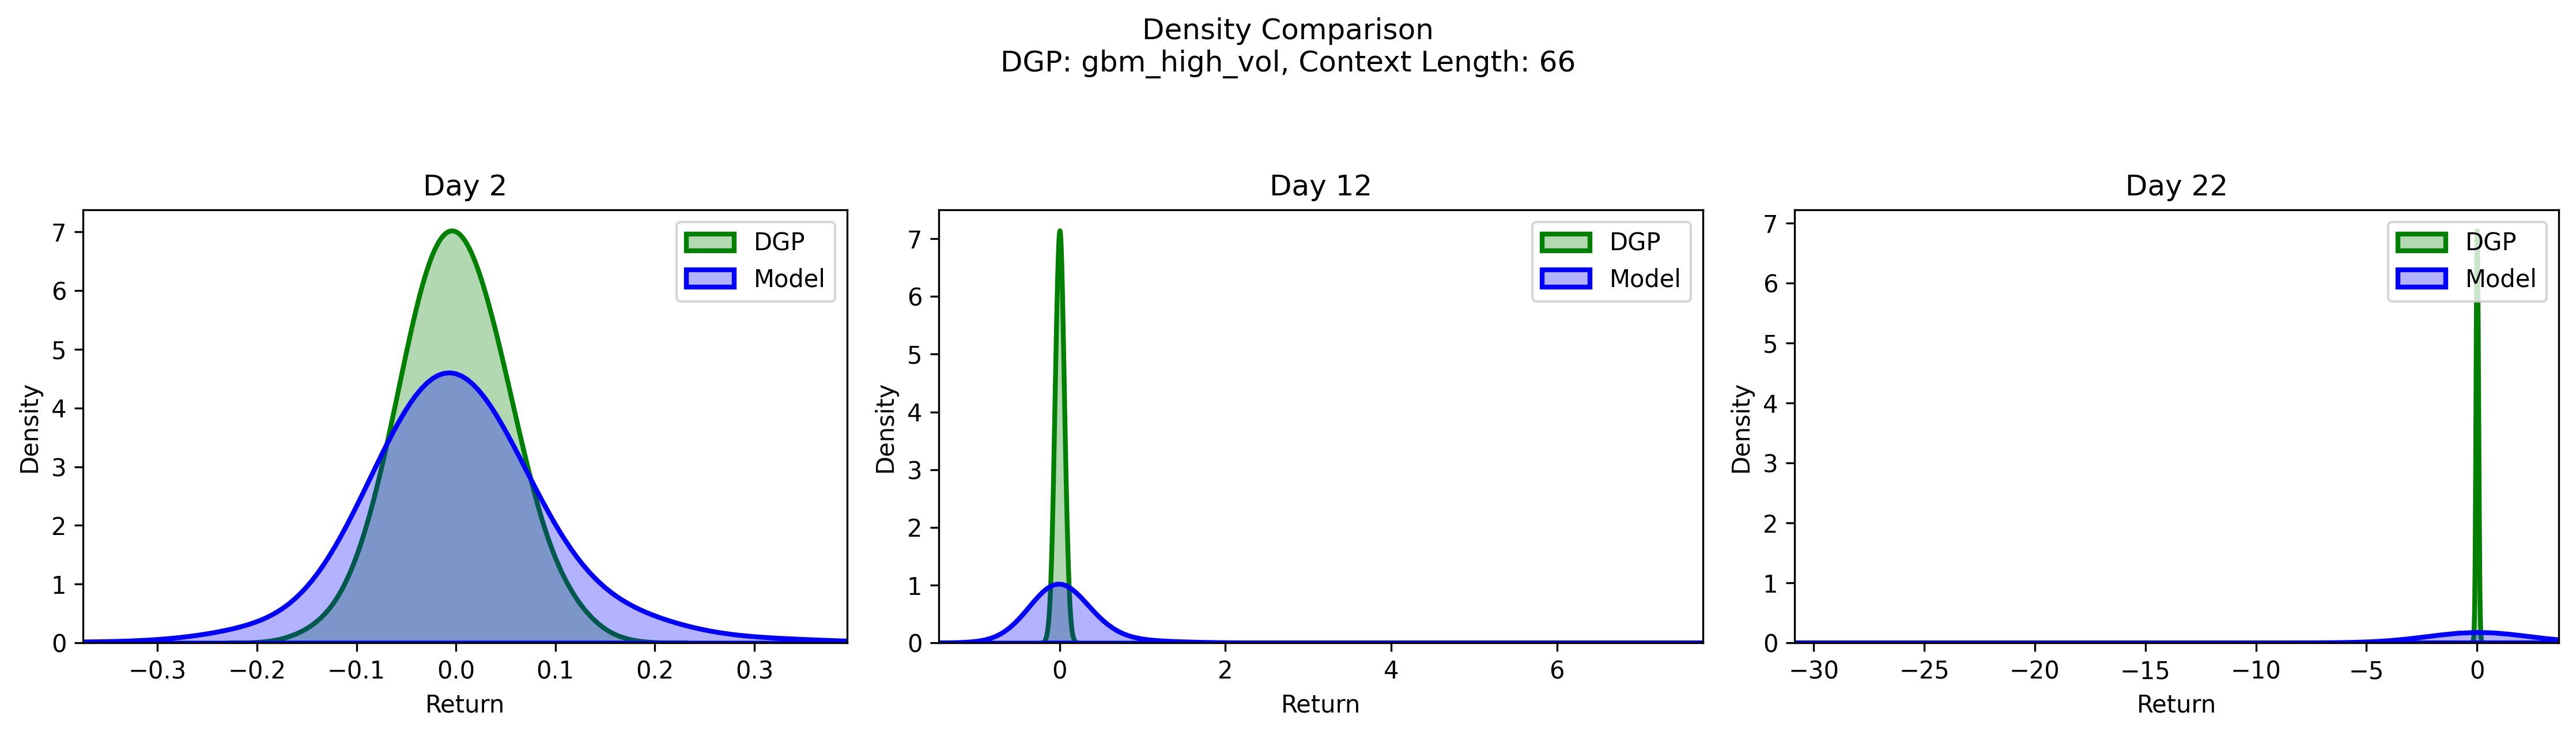 Density Comparison
DGP: gbm_high_vol, Context Length: 66
Day 2
Density
7
6
5
4
3
2
1
0
−0.3 −0.2 −0.1 0.0 0.1 0.2 0.3
Return
DGP
Model
Day 12
Density
7
6
5
4
3
2
1
0
0 2 4 6
Return
DGP
Model
Day 22
Density
7
6
5
4
3
2
1
0
−30 −25 −20 −15 −10 −5 0
Return
DGP
Model